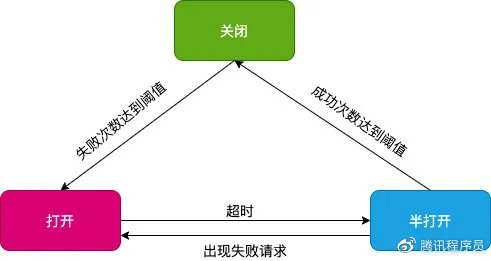 关闭
失败次数达到阈值
成功次数达到阈值
打开
超时
半打开
出现失败请求
腾讯程序员